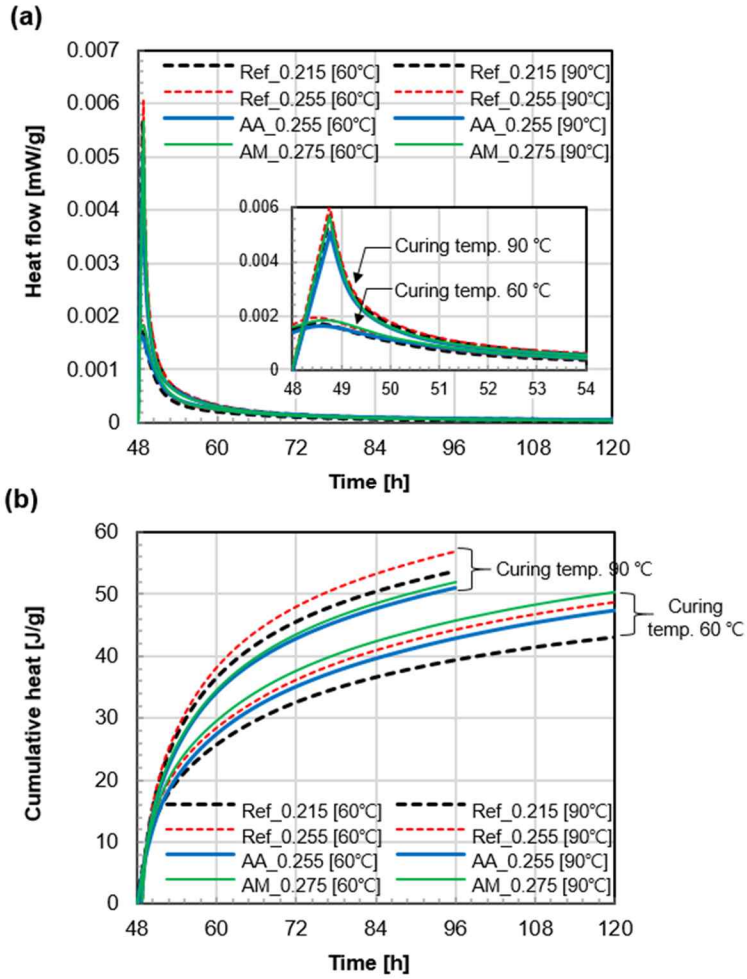 (a)
0.007
0.006
0.005
0.004
0.003
0.002
0.001
0
Heat flow [mW/g]
Ref_0.215 [60℃] Ref_0.215 [90℃]
Ref_0.255 [60℃] Ref_0.255 [90℃]
AA_0.255 [60℃] AA_0.255 [90℃]
AM_0.275 [60℃] AM_0.275 [90℃]
0.006
0.004
0.002
0
Curing temp. 90 ℃
Curing temp. 60 ℃
48 49 50 51 52 53 54
48 60 72 84 96 108 120
Time [h]
(b)
60
50
40
30
20
10
0
Cumulative heat [J/g]
Curing temp. 90 ℃
Curing
temp. 60 ℃
Ref_0.215 [60℃] Ref_0.215 [90℃]
Ref_0.255 [60℃] Ref_0.255 [90℃]
AA_0.255 [60℃] AA_0.255 [90℃]
AM_0.275 [60℃] AM_0.275 [90℃]
48 60 72 84 96 108 120
Time [h]